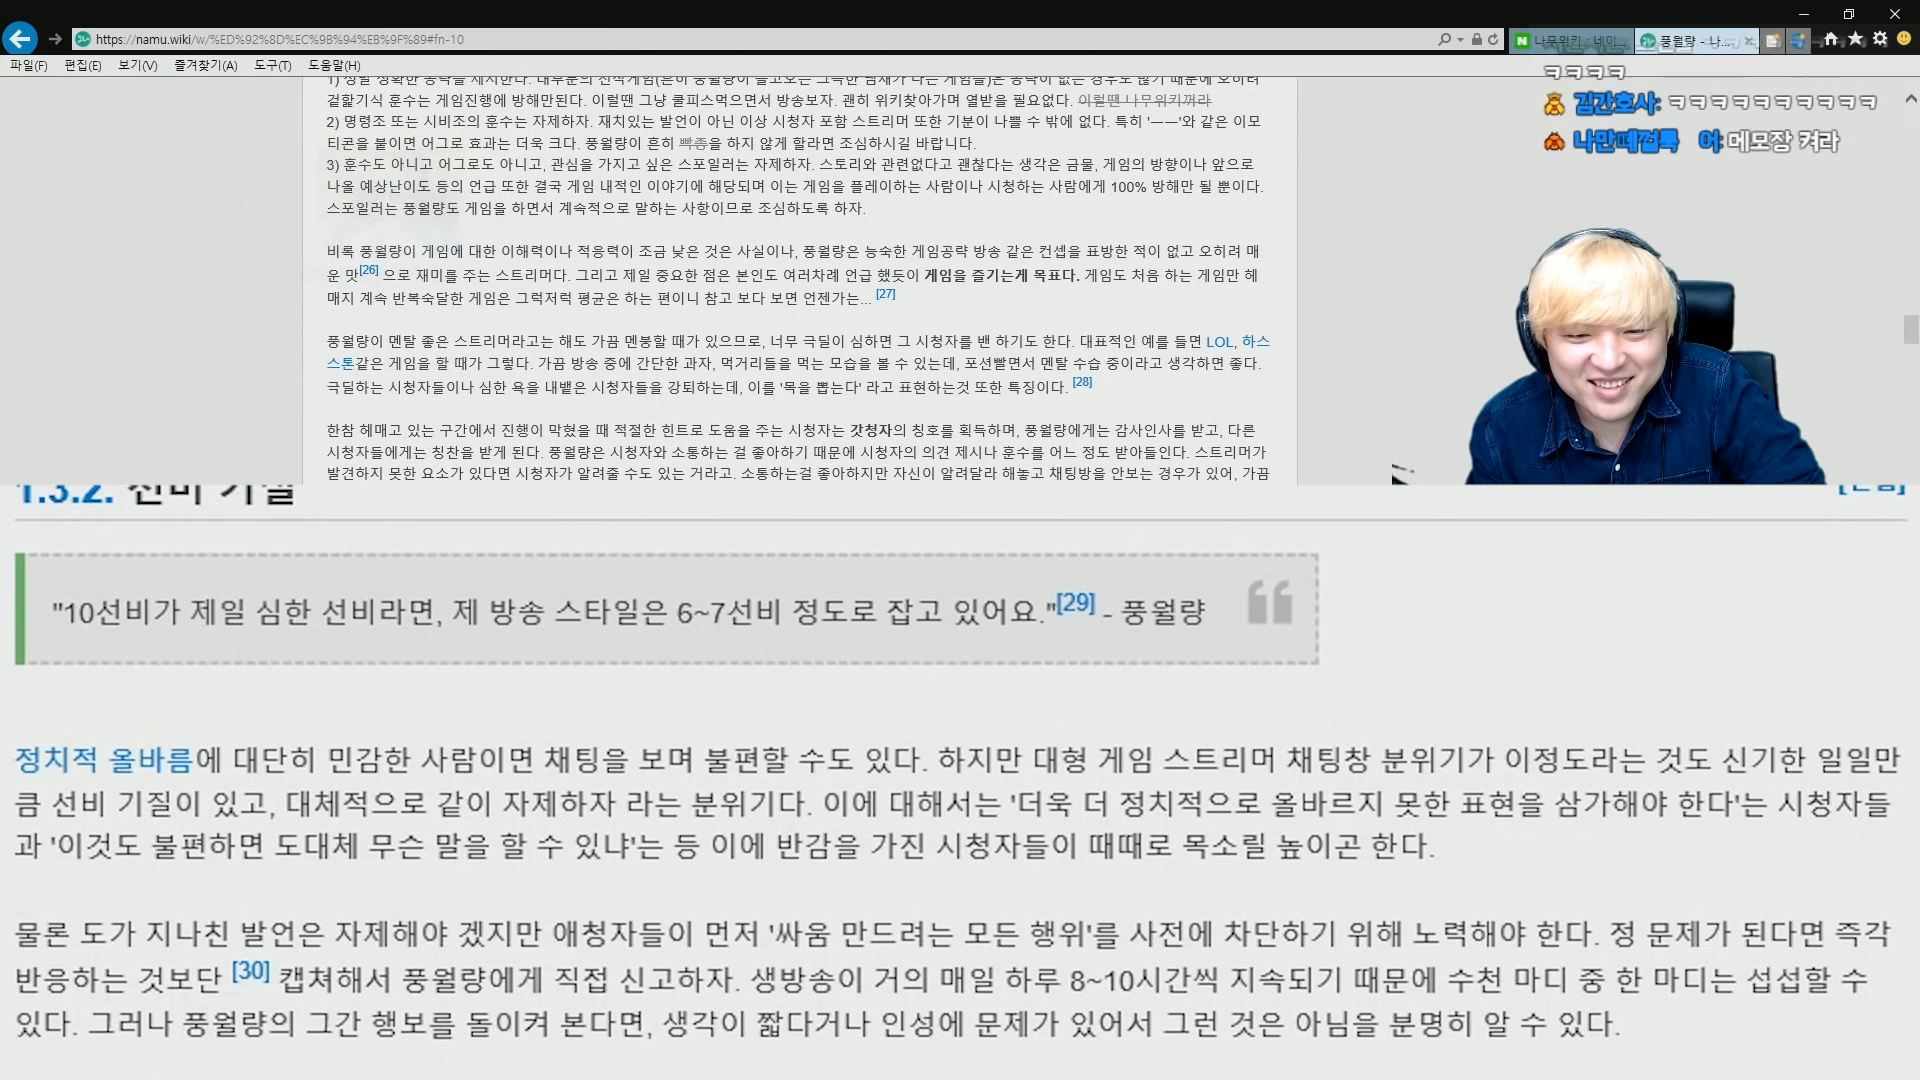 https://namu.wiki/w/%ED%92%8D%EC%9B%94%EB%9F%89#fn-10
나무위키 : 네이...
풍월량 - 나...
파일(F) 편집(E) 보기(V) 즐겨찾기(A) 도구(T) 도움말(H)
ㅋㅋㅋㅋ
김간호사: ㅋㅋㅋㅋㅋㅋㅋㅋㅋㅋ
메모장 켜라
겉핥기식 훈수는 게임진행에 방해만된다. 이럴땐 그냥 쿨피스먹으면서 방송보자. 괜히 위키찾아가며 열받을 필요없다. 이럴땐 나무위키꺼라
2) 명령조 또는 시비조의 훈수는 자제하자. 재치있는 발언이 아닌 이상 시청자 포함 스트리머 또한 기분이 나쁠 수 밖에 없다. 특히 'ㅡㅡ'와 같은 이모
티콘을 붙이면 어그로 효과는 더욱 크다. 풍월량이 흔히 빡종을 하지 않게 할라면 조심하시길 바랍니다.
3) 훈수도 아니고 어그로도 아니고, 관심을 가지고 싶은 스포일러는 자제하자. 스토리와 관련없다고 괜찮다는 생각은 금물, 게임의 방향이나 앞으로
나올 예상난이도 등의 언급 또한 결국 게임 내적인 이야기에 해당되며 이는 게임을 플레이하는 사람이나 시청하는 사람에게 100% 방해만 될 뿐이다.
스포일러는 풍월량도 게임을 하면서 계속적으로 말하는 사항이므로 조심하도록 하자.
비록 풍월량이 게임에 대한 이해력이나 적응력이 조금 낮은 것은 사실이나, 풍월량은 능숙한 게임공략 방송 같은 컨셉을 표방한 적이 없고 오히려 매
운 맛[26] 으로 재미를 주는 스트리머다. 그리고 제일 중요한 점은 본인도 여러차례 언급 했듯이 게임을 즐기는게 목표다. 게임도 처음 하는 게임만 헤
매지 계속 반복숙달한 게임은 그럭저럭 평균은 하는 편이니 참고 보다 보면 언젠가는... [27]
풍월량이 멘탈 좋은 스트리머라고는 해도 가끔 멘붕할 때가 있으므로, 너무 극딜이 심하면 그 시청자를 밴 하기도 한다. 대표적인 예를 들면 LOL, 하스
스톤같은 게임을 할 때가 그렇다. 가끔 방송 중에 간단한 과자, 먹거리들을 먹는 모습을 볼 수 있는데, 포션빨면서 멘탈 수습 중이라고 생각하면 좋다.
극딜하는 시청자들이나 심한 욕을 내뱉은 시청자들을 강퇴하는데, 이를 '목을 뽑는다' 라고 표현하는것 또한 특징이다. [28]
한참 헤매고 있는 구간에서 진행이 막혔을 때 적절한 힌트로 도움을 주는 시청자는 갓청자의 칭호를 획득하며, 풍월량에게는 감사인사를 받고, 다른
시청자들에게는 칭찬을 받게 된다. 풍월량은 시청자와 소통하는 걸 좋아하기 때문에 시청자의 의견 제시나 훈수를 어느 정도 받아들인다. 스트리머가
발견하지 못한 요소가 있다면 시청자가 알려줄 수도 있는 거라고. 소통하는걸 좋아하지만 자신이 알려달라 해놓고 채팅방을 안보는 경우가 있어, 가끔
1.3.2. 선비 기질
[편집]
"10선비가 제일 심한 선비라면, 제 방송 스타일은 6~7선비 정도로 잡고 있어요."[29] - 풍월량
정치적 올바름에 대단히 민감한 사람이면 채팅을 보며 불편할 수도 있다. 하지만 대형 게임 스트리머 채팅창 분위기가 이정도라는 것도 신기한 일일만
큼 선비 기질이 있고, 대체적으로 같이 자제하자 라는 분위기다. 이에 대해서는 '더욱 더 정치적으로 올바르지 못한 표현을 삼가해야 한다'는 시청자들
과 '이것도 불편하면 도대체 무슨 말을 할 수 있냐'는 등 이에 반감을 가진 시청자들이 때때로 목소릴 높이곤 한다.
물론 도가 지나친 발언은 자제해야 겠지만 애청자들이 먼저 '싸움 만드려는 모든 행위'를 사전에 차단하기 위해 노력해야 한다. 정 문제가 된다면 즉각
반응하는 것보단 [30] 캡쳐해서 풍월량에게 직접 신고하자. 생방송이 거의 매일 하루 8~10시간씩 지속되기 때문에 수천 마디 중 한 마디는 섭섭할 수
있다. 그러나 풍월량의 그간 행보를 돌이켜 본다면, 생각이 짧다거나 인성에 문제가 있어서 그런 것은 아님을 분명히 알 수 있다.